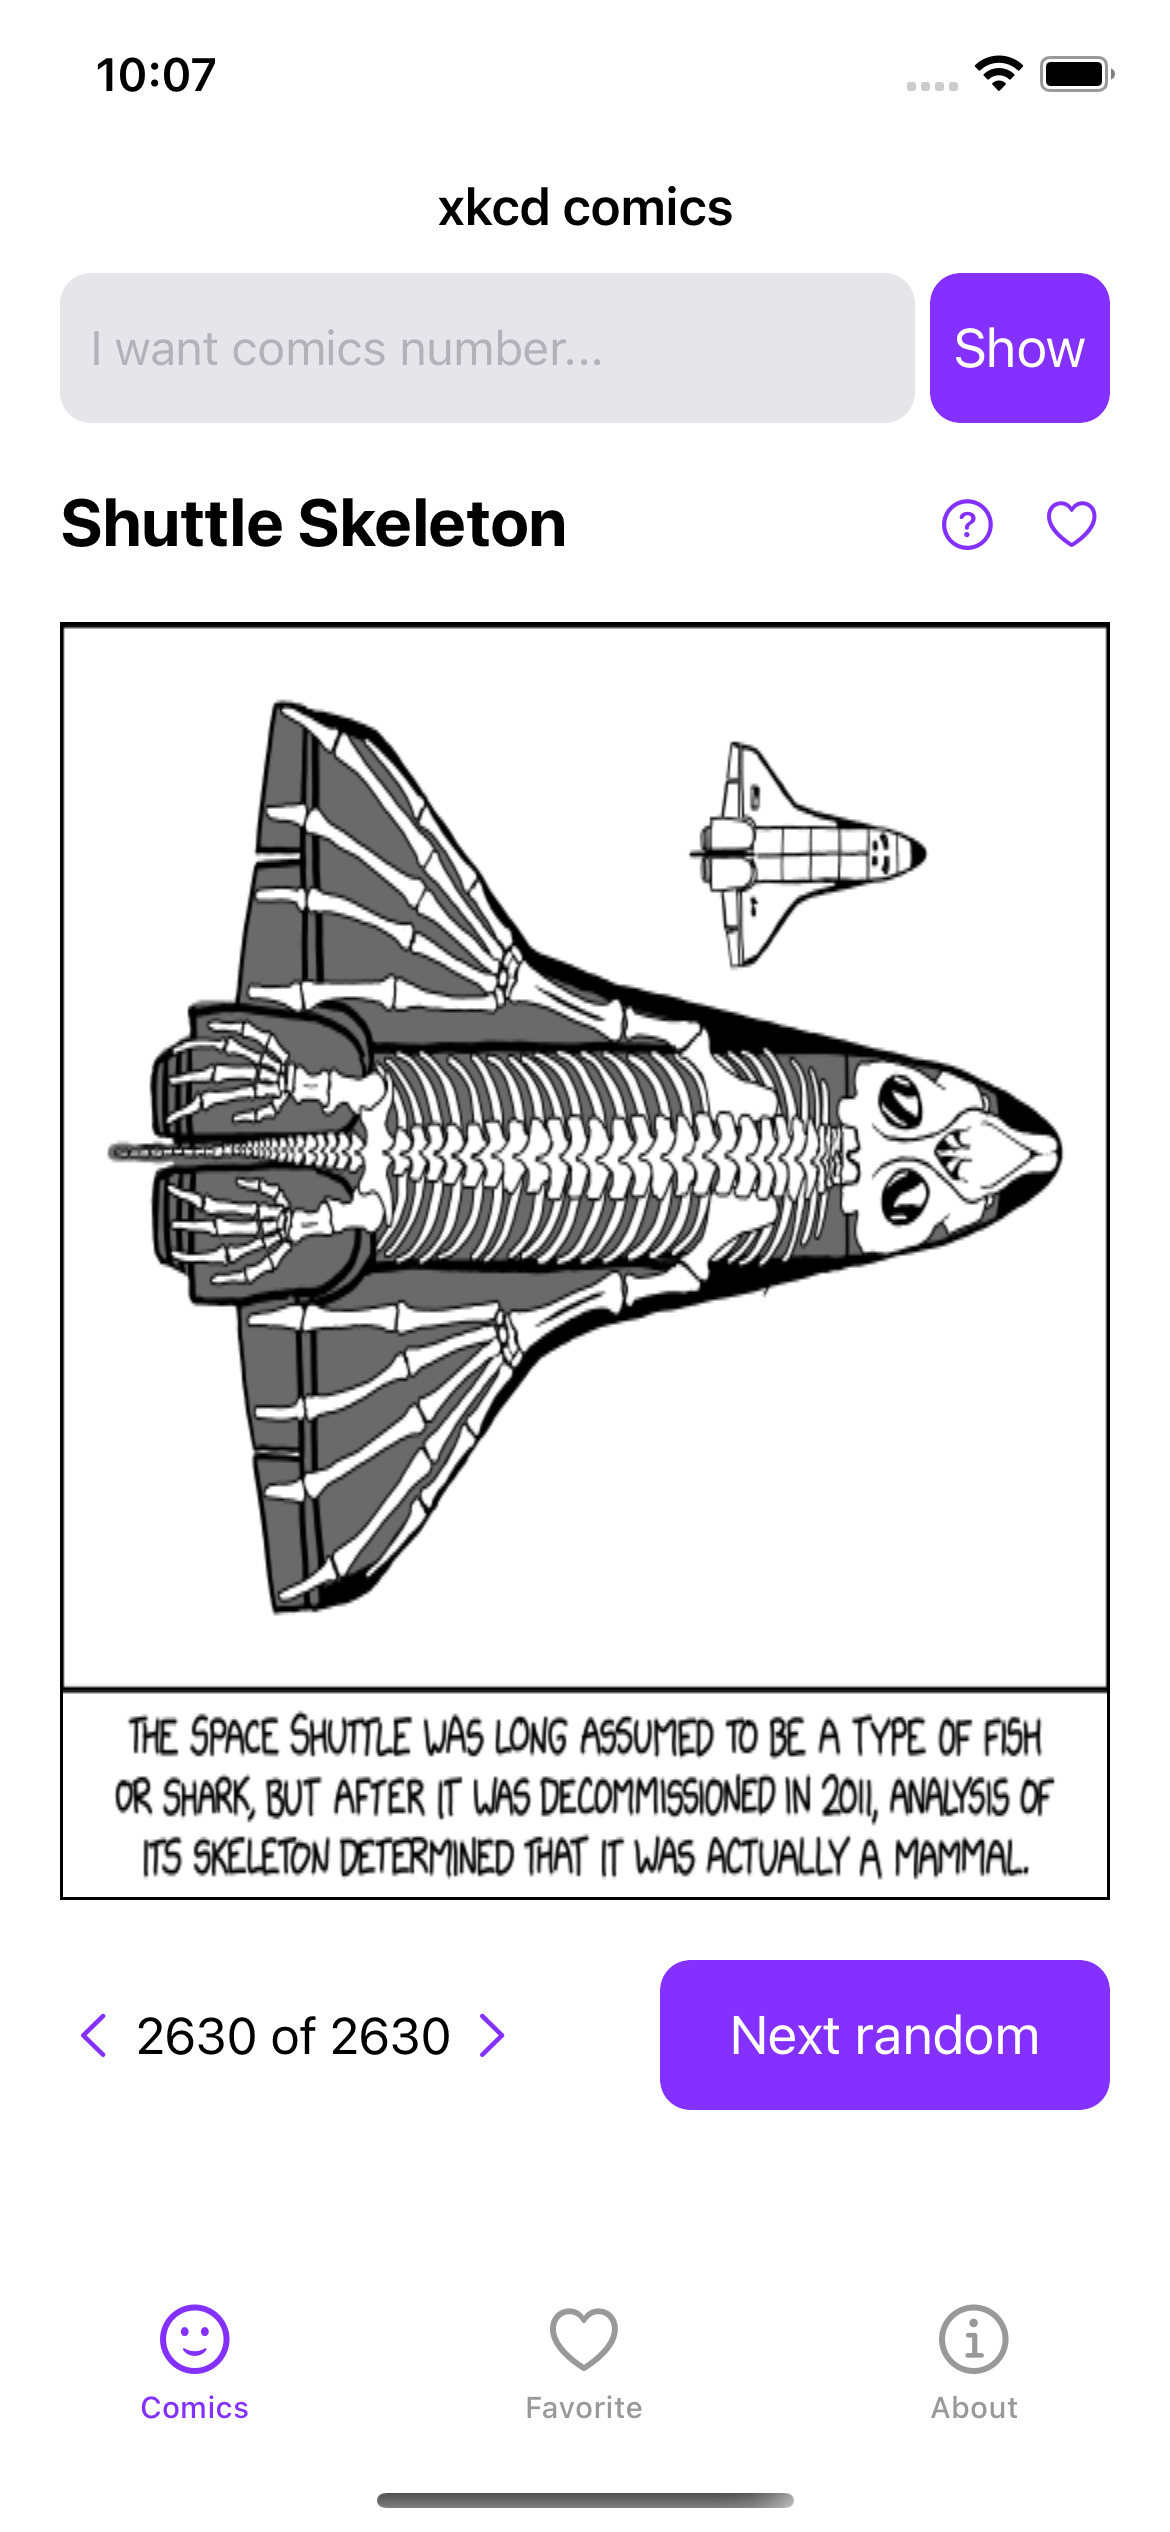 10:07
xkcd comics
I want comics number...
Show
Shuttle Skeleton
?
THE SPACE SHUTTLE WAS LONG ASSUMED TO BE A TYPE OF FISH
OR SHARK, BUT AFTER IT WAS DECOMMISSIONED IN 2011, ANALYSIS OF
ITS SKELETON DETERMINED THAT IT WAS ACTUALLY A MAMMAL.
2630 of 2630
Next random
Comics
Favorite
About